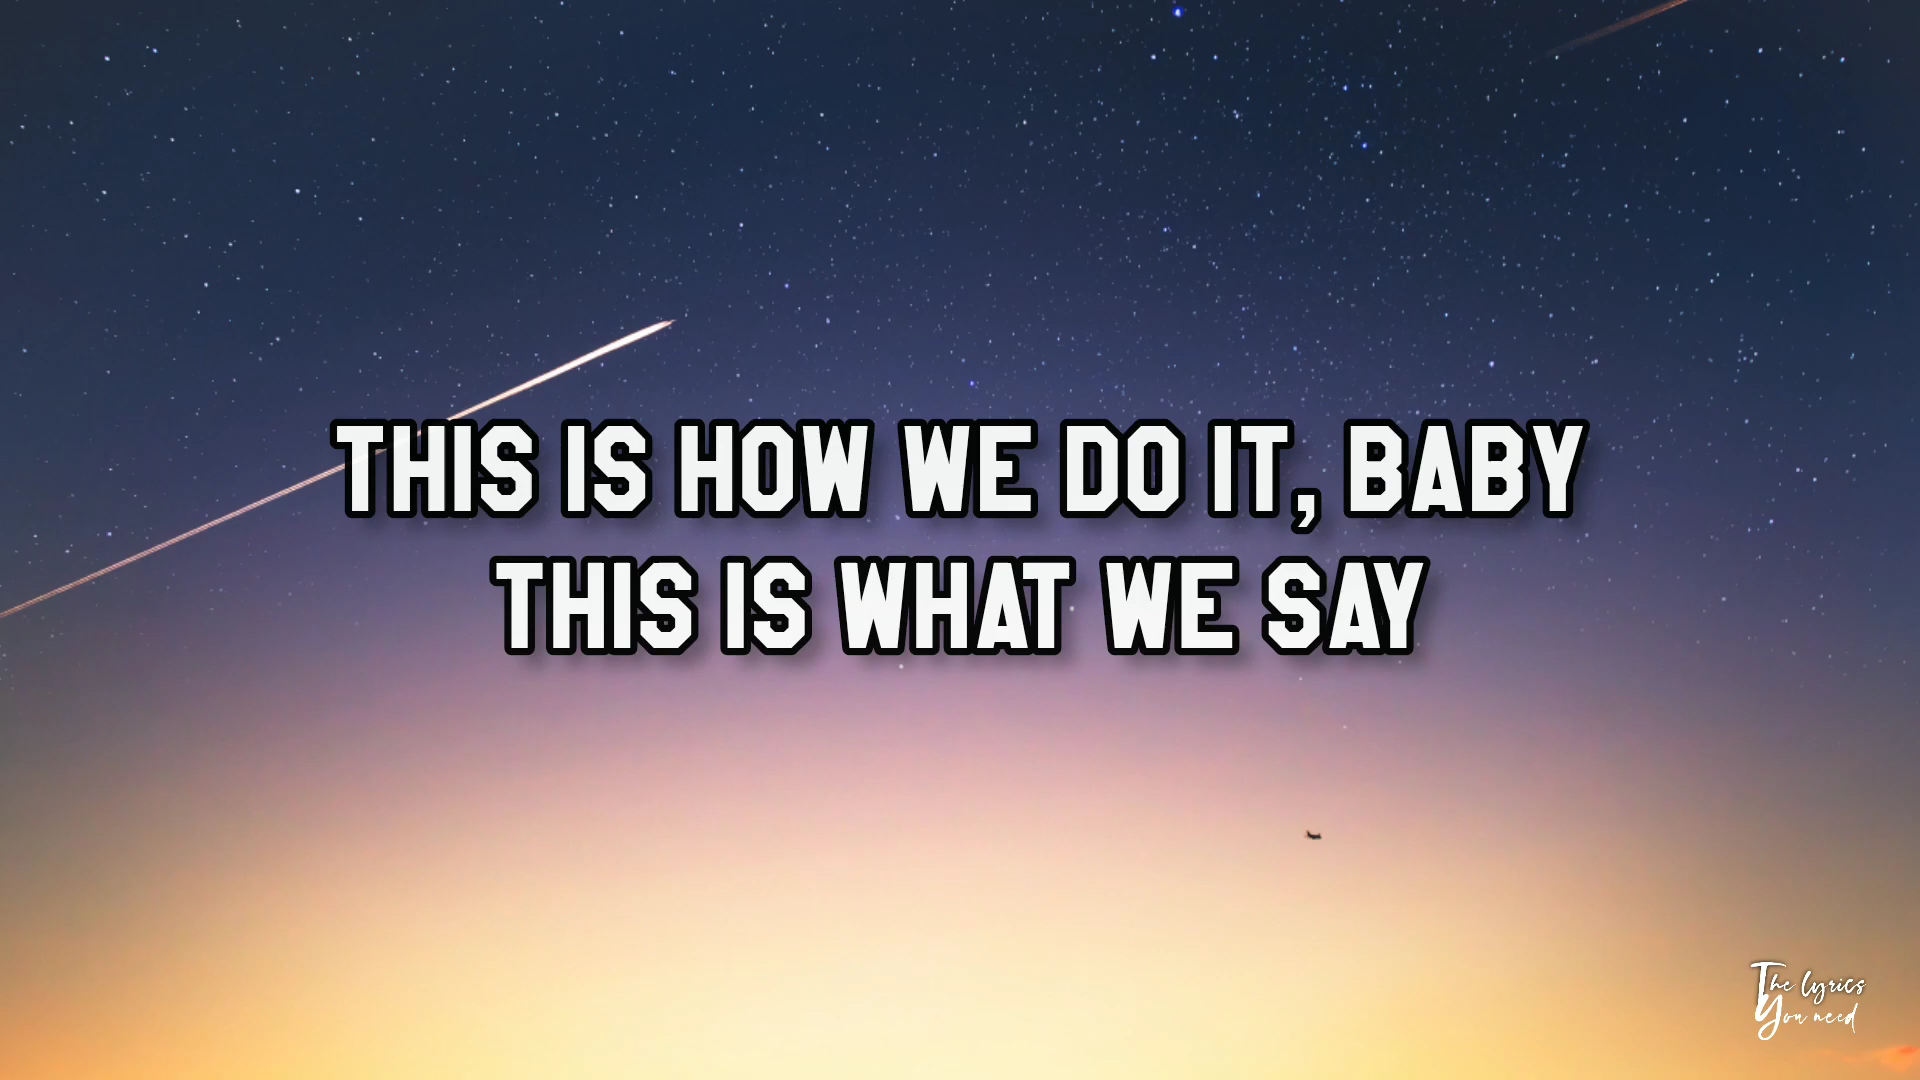 THIS IS HOW WE DO IT, BABY
THIS IS WHAT WE SAY
The lyrics
You need